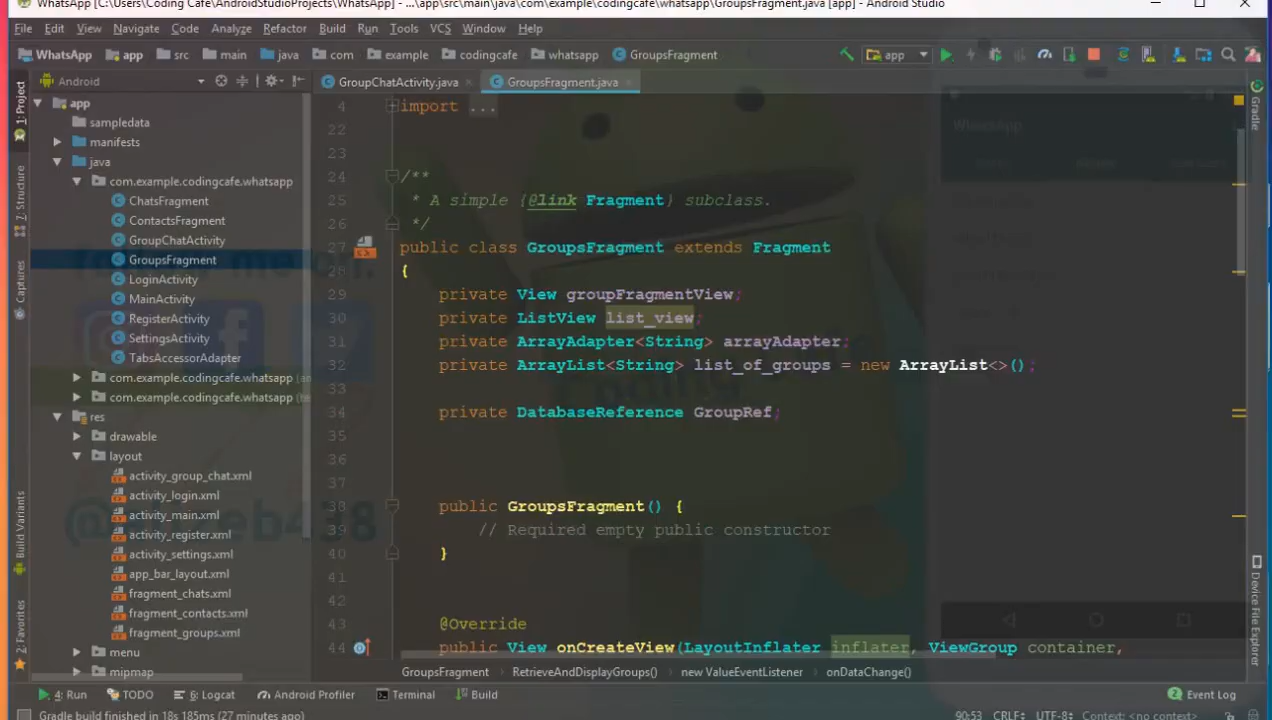 WhatsApp [C:\Users\Coding Cafe\AndroidStudioProjects\WhatsApp] - ...\app\src\main\java\com\example\codingcafe\whatsapp\GroupsFragment.java [app] - Android Studio
File Edit View Navigate Code Analyze Refactor Build Run Tools VCS Window Help
WhatsApp app src main java com example codingcafe whatsapp GroupsFragment app
Android GroupChatActivity.java GroupsFragment.java
1: Project
7: Structure
Captures
Build Variants
2: Favorites
app
sampledata
manifests
java
com.example.codingcafe.whatsapp
ChatsFragment
ContactsFragment
GroupChatActivity
GroupsFragment
LoginActivity
MainActivity
RegisterActivity
SettingsActivity
TabsAccessorAdapter
com.example.codingcafe.whatsapp
com.example.codingcafe.whatsapp
res
drawable
layout
activity_group_chat.xml
activity_login.xml
activity_main.xml
activity_register.xml
activity_settings.xml
app_bar_layout.xml
fragment_chats.xml
fragment_contacts.xml
fragment_groups.xml
menu
mipmap
4 import ...
22
23
24 /**
25 * A simple {@link Fragment} subclass.
26 */
27 public class GroupsFragment extends Fragment
28 {
29 private View groupFragmentView;
30 private ListView list_view;
31 private ArrayAdapter<String> arrayAdapter;
32 private ArrayList<String> list_of_groups = new ArrayList<>();
33
34 private DatabaseReference GroupRef;
35
36
37
38 public GroupsFragment() {
39 // Required empty public constructor
40 }
41
42
43 @Override
44 public View onCreateView(LayoutInflater inflater, ViewGroup container,
GroupsFragment RetrieveAndDisplayGroups() new ValueEventListener onDataChange()
Gradle
Device File Explorer
WhatsApp
Coding
4: Run TODO 6: Logcat Android Profiler Terminal Build 2 Event Log
Gradle build finished in 18s 185ms (27 minutes ago) 90:53 CRLF UTF-8 Context: <no context>